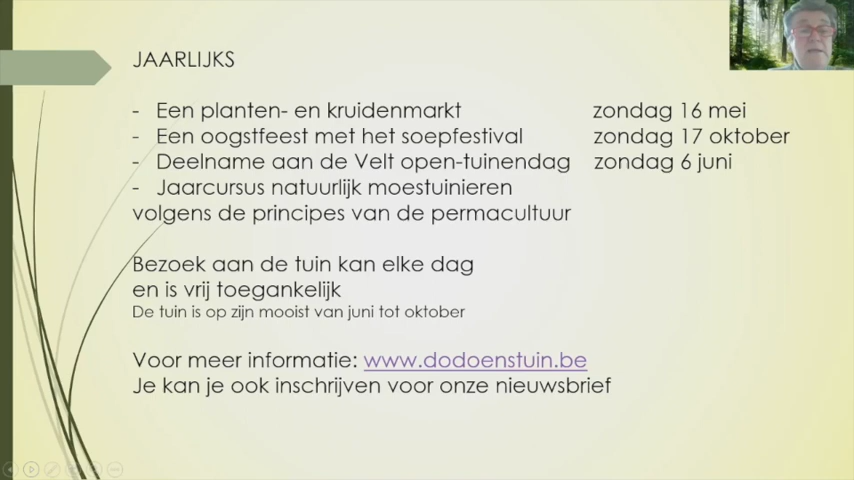 JAARLIJKS
- Een planten- en kruidenmarkt zondag 16 mei
- Een oogstfeest met het soepfestival zondag 17 oktober
- Deelname aan de Velt open-tuinendag zondag 6 juni
- Jaarcursus natuurlijk moestuinieren
volgens de principes van de permacultuur
Bezoek aan de tuin kan elke dag
en is vrij toegankelijk
De tuin is op zijn mooist van juni tot oktober
Voor meer informatie: www.dodoenstuin.be
Je kan je ook inschrijven voor onze nieuwsbrief